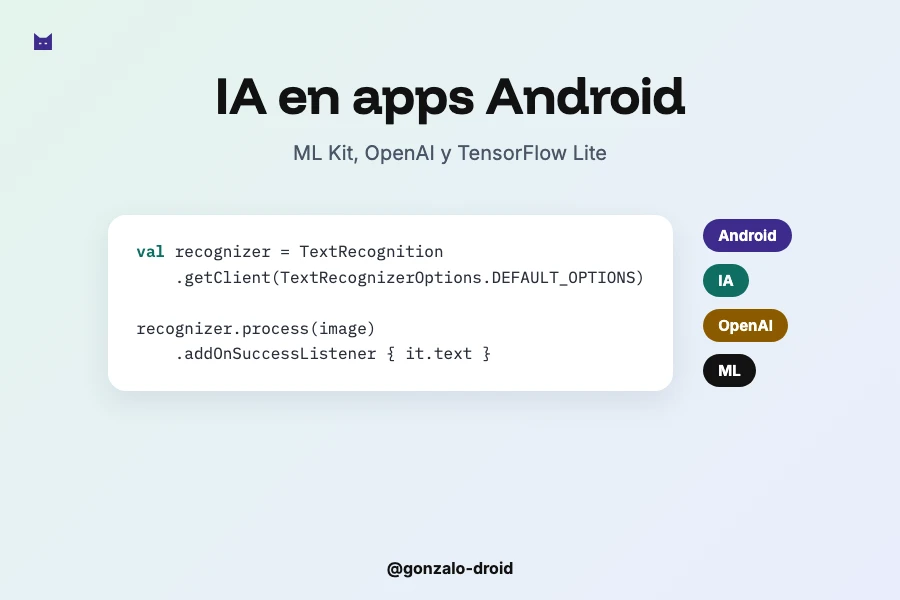 IA en apps Android
ML Kit, OpenAI y TensorFlow Lite
val recognizer = TextRecognition
    .getClient(TextRecognizerOptions.DEFAULT_OPTIONS)
recognizer.process(image)
    .addOnSuccessListener { it.text }
Android
IA
OpenAI
ML
@gonzalo-droid